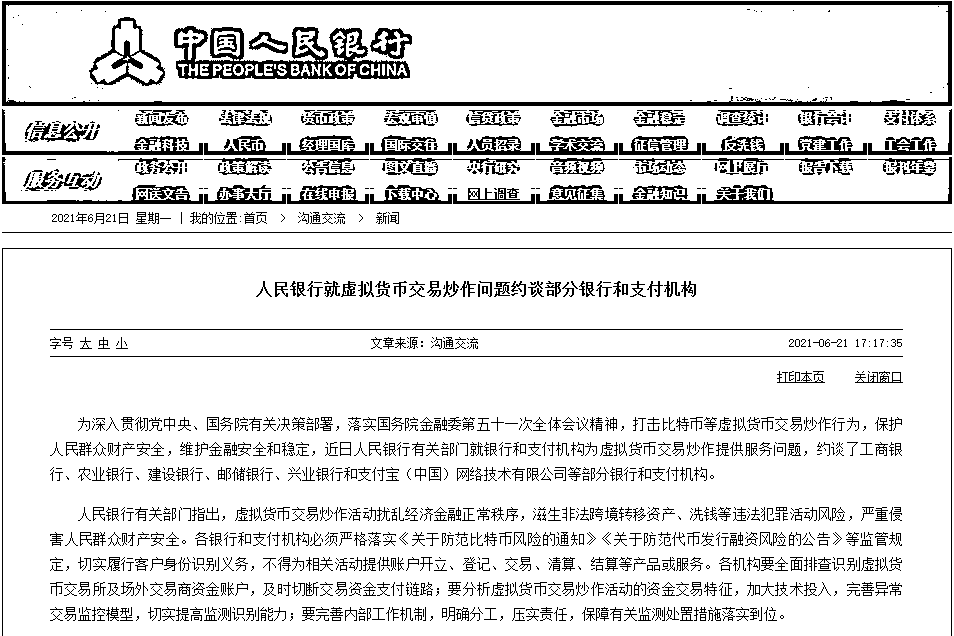 中国人民银行
THE PEOPLE'S BANK OF CHINA
信息公开
新闻发布 法律法规 货币政策 宏观审慎 信贷政策 金融市场 金融稳定 调查统计 银行会计 支付体系
金融科技 人民币 经理国库 国际交往 人员招录 学术交流 征信管理 反洗钱 党建工作 工会工作
服务互动
政务公开 政策解读 公告信息 图文直播 央行研究 音频视频 市场动态 网上展厅 报告下载 报刊年鉴
网送文告 办事大厅 在线申报 下载中心 网上调查 意见征集 金融知识 关于我们
2021年6月21日 星期一 | 我的位置:首页 > 沟通交流 > 新闻
人民银行就虚拟货币交易炒作问题约谈部分银行和支付机构
字号 大 中 小 文章来源：沟通交流 2021-06-21 17:17:35
打印本页 关闭窗口
为深入贯彻党中央、国务院有关决策部署，落实国务院金融委第五十一次全体会议精神，打击比特币等虚拟货币交易炒作行为，保护
人民群众财产安全，维护金融安全和稳定，近日人民银行有关部门就银行和支付机构为虚拟货币交易炒作提供服务问题，约谈了工商银
行、农业银行、建设银行、邮储银行、兴业银行和支付宝（中国）网络技术有限公司等部分银行和支付机构。
人民银行有关部门指出，虚拟货币交易炒作活动扰乱经济金融正常秩序，滋生非法跨境转移资产、洗钱等违法犯罪活动风险，严重侵
害人民群众财产安全。各银行和支付机构必须严格落实《关于防范比特币风险的通知》《关于防范代币发行融资风险的公告》等监管规
定，切实履行客户身份识别义务，不得为相关活动提供账户开立、登记、交易、清算、结算等产品或服务。各机构要全面排查识别虚拟货
币交易所及场外交易商资金账户，及时切断交易资金支付链路；要分析虚拟货币交易炒作活动的资金交易特征，加大技术投入，完善异常
交易监控模型，切实提高监测识别能力；要完善内部工作机制，明确分工，压实责任，保障有关监测处置措施落实到位。